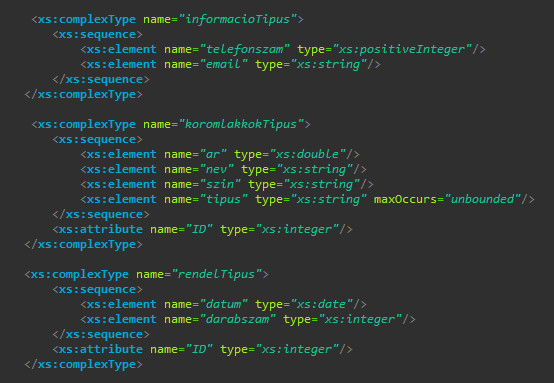 <xs:complexType name="informacioTipus">
<xs:sequence>
<xs:element name="telefonszam" type="xs:positiveInteger"/>
<xs:element name="email" type="xs:string"/>
</xs:sequence>
</xs:complexType>
<xs:complexType name="koromlakkokTipus">
<xs:sequence>
<xs:element name="ar" type="xs:double"/>
<xs:element name="nev" type="xs:string"/>
<xs:element name="szin" type="xs:string"/>
<xs:element name="tipus" type="xs:string" maxOccurs="unbounded"/>
</xs:sequence>
<xs:attribute name="ID" type="xs:integer"/>
</xs:complexType>
<xs:complexType name="rendelTipus">
<xs:sequence>
<xs:element name="datum" type="xs:date"/>
<xs:element name="darabszam" type="xs:integer"/>
</xs:sequence>
<xs:attribute name="ID" type="xs:integer"/>
</xs:complexType>